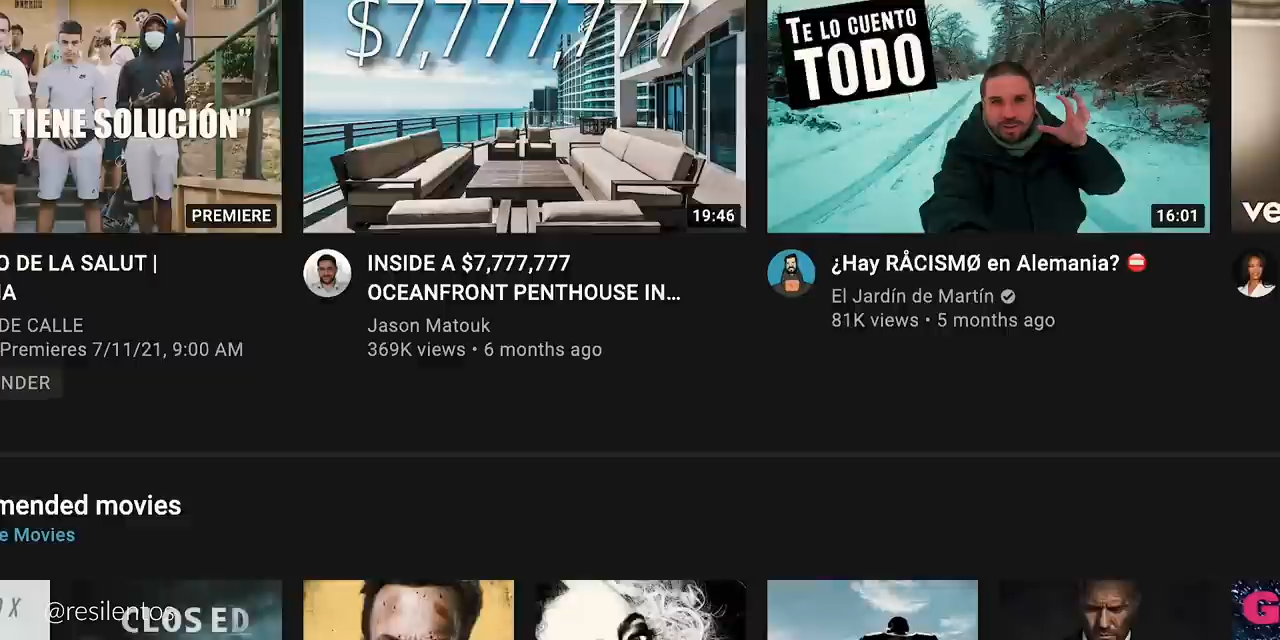 $7,777,777
TE LO CUENTO
TODO
TIENE SOLUCIÓN"
PREMIERE
19:46
16:01
ve
O DE LA SALUT |
IA
DE CALLE
Premieres 7/11/21, 9:00 AM
NDER
INSIDE A $7,777,777
OCEANFRONT PENTHOUSE IN...
Jason Matouk
369K views • 6 months ago
¿Hay RÅCISMØ en Alemania? ⛔
El Jardín de Martín
81K views • 5 months ago
mended movies
e Movies
@resilentos
CLOSED
G